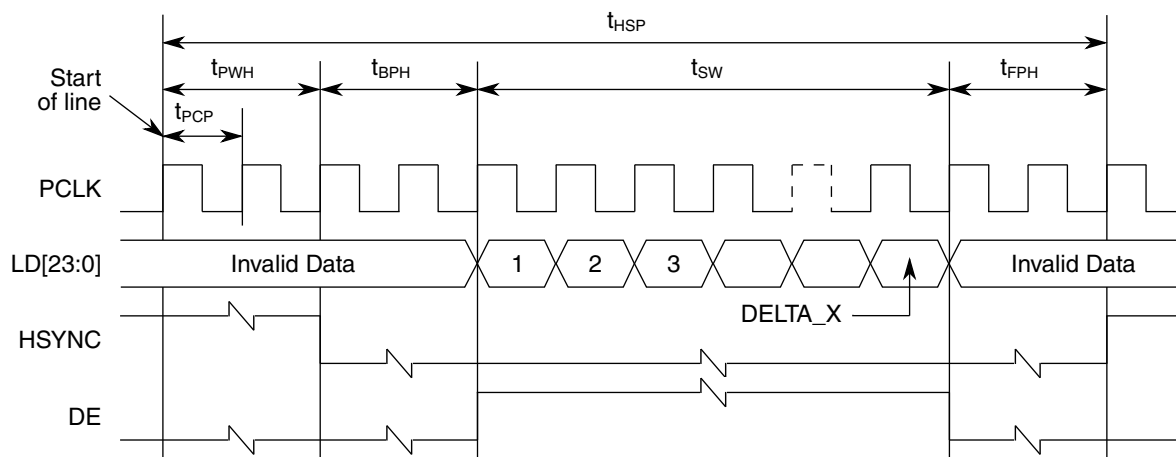 tHSP
tPWH tBPH tSW tFPH
Start
of line
tPCP
PCLK
LD[23:0] Invalid Data 1 2 3 Invalid Data
DELTA_X
HSYNC
DE